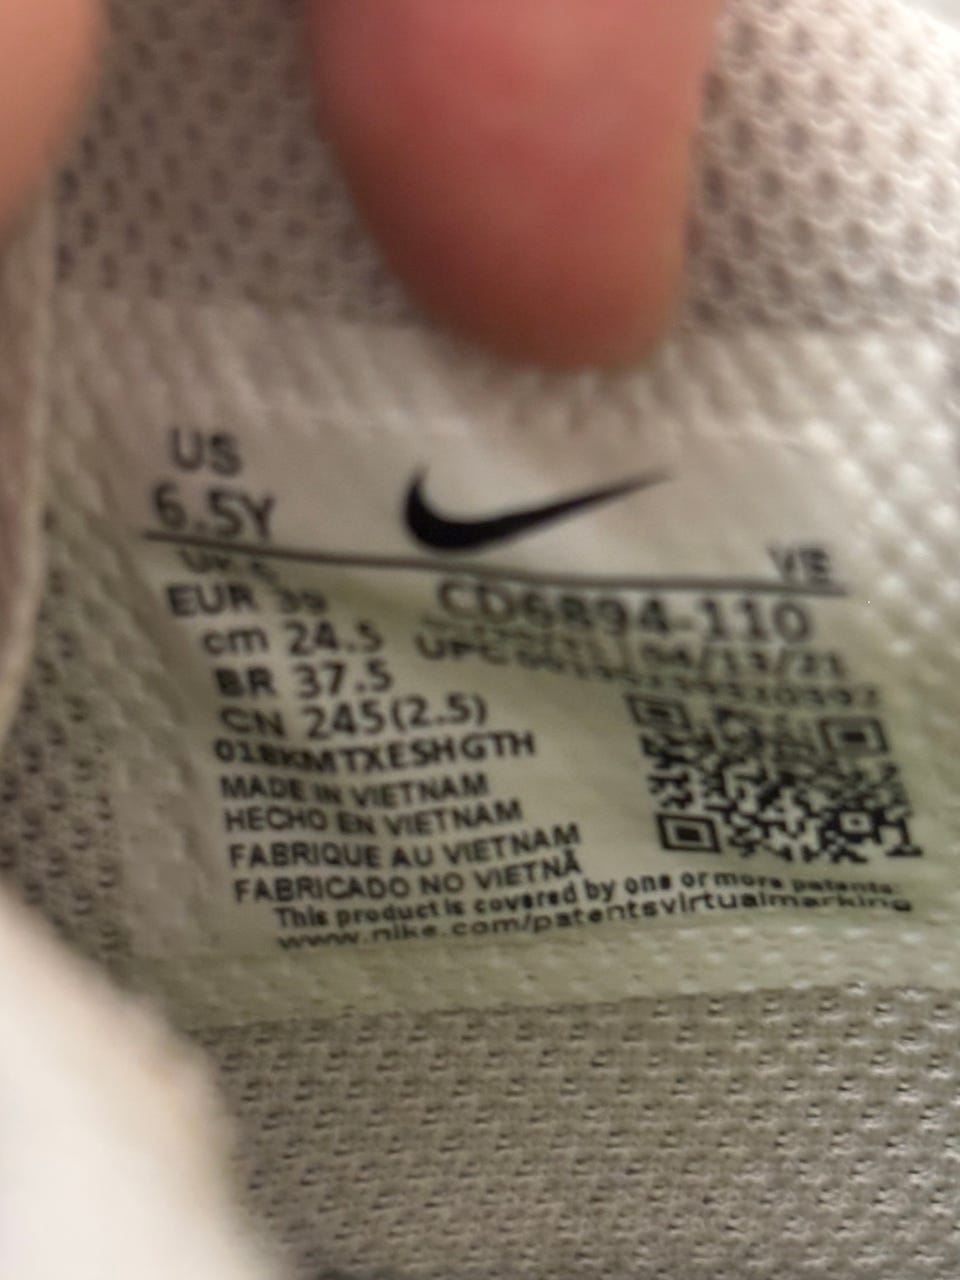 US
6.5Y
VE
EUR 39
CD6894-110
cm 24.5
BR 37.5
CN 245(2.5)
018KMTXESHGTH
MADE IN VIETNAM
HECHO EN VIETNAM
FABRIQUE AU VIETNAM
FABRICADO NO VIETNÃ
This product is covered by one or more patents:
www.nike.com/patentsvirtualmarking